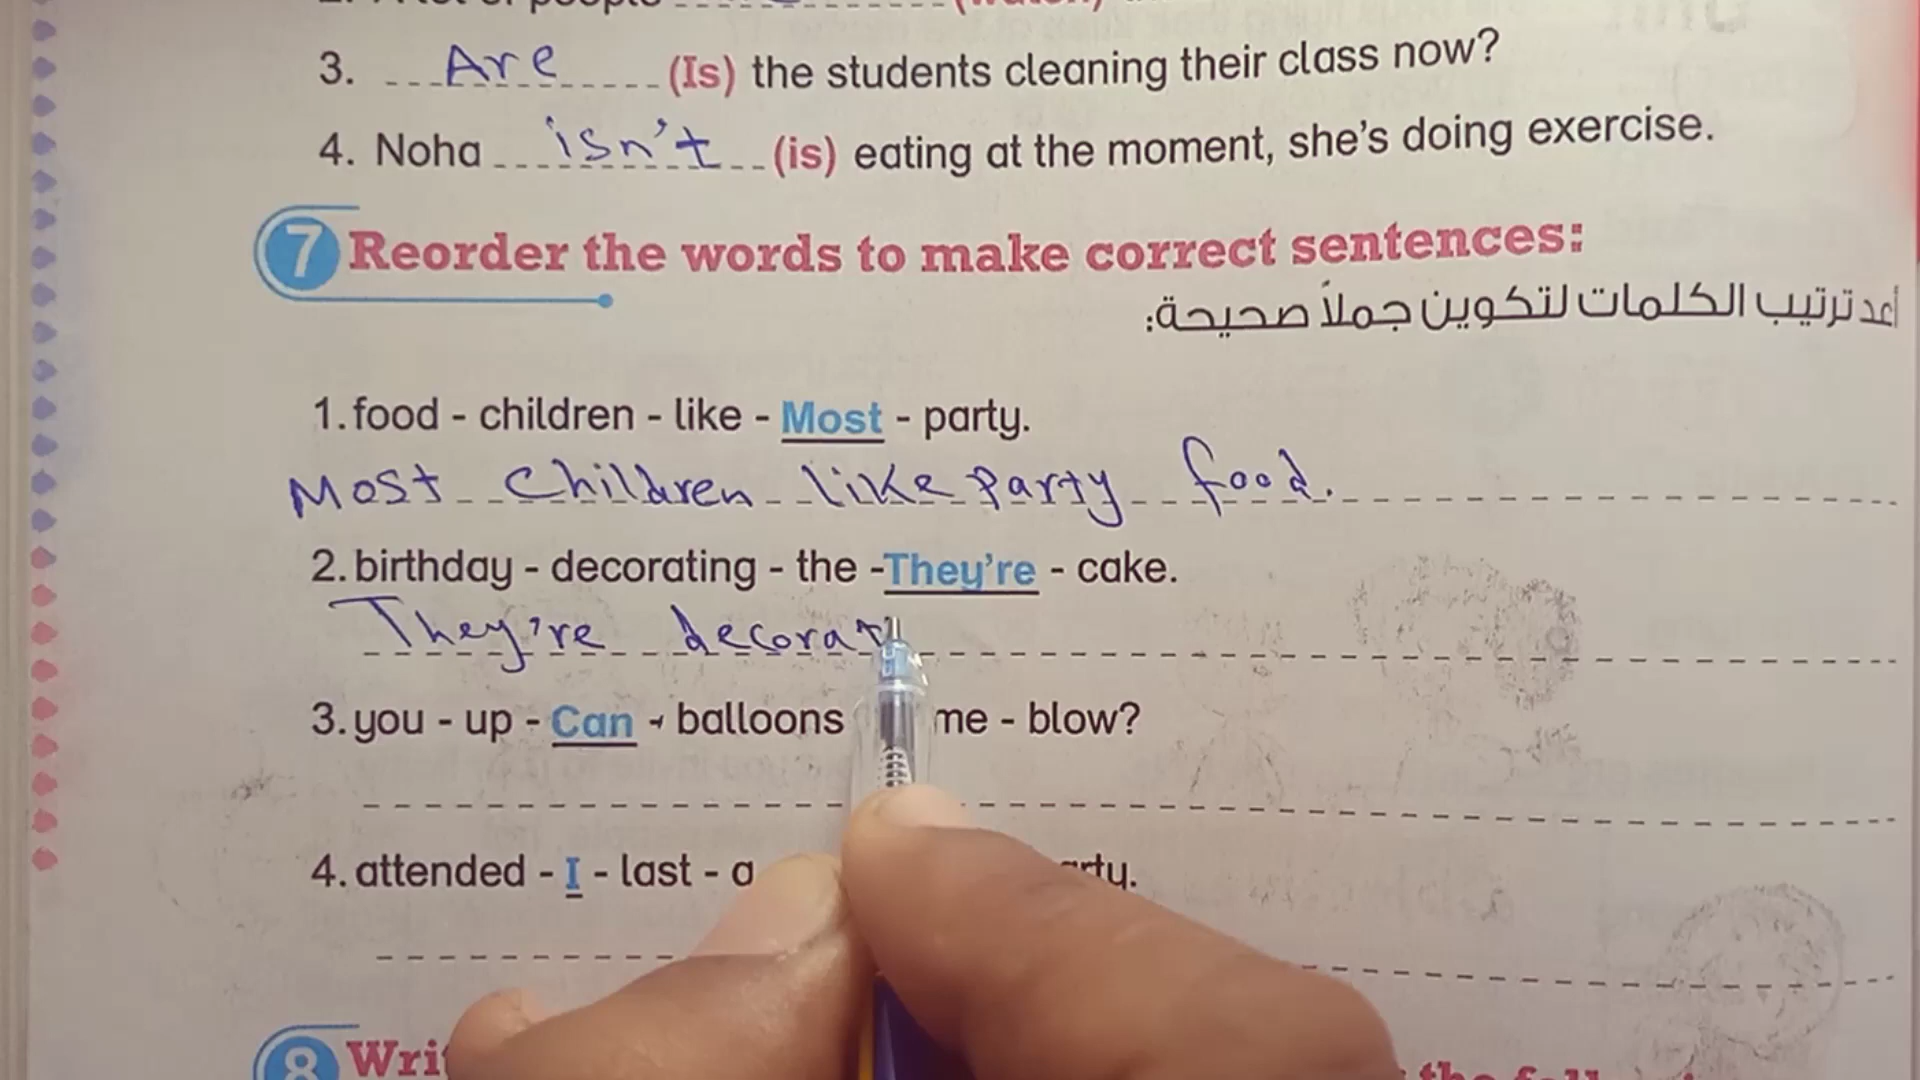 people (watch)
3. Are (Is) the students cleaning their class now?
4. Noha isn't (is) eating at the moment, she's doing exercise.
7 Reorder the words to make correct sentences:
أعد ترتيب الكلمات لتكوين جملاً صحيحة:
1. food - children - like - Most - party.
Most children like party food.
2. birthday - decorating - the -They're - cake.
They're decorat
3. you - up - Can - balloons me - blow?
4. attended - I - last - a
8